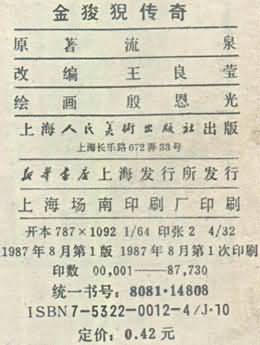 金狻猊传奇
原著 流泉
改编 王良莹
绘画 殷恩光
上海人民美術出版社出版
上海长乐路672弄33号
新华書店上海发行所发行
上海场南印刷厂印刷
开本787×1092 1/64 印张2 4/32
1987年8月第1版 1987年8月第1次印刷
印数 00,001——87,730
统一书号：8081·14808
ISBN7-5322-0012-4/J·10
定价：0.42元